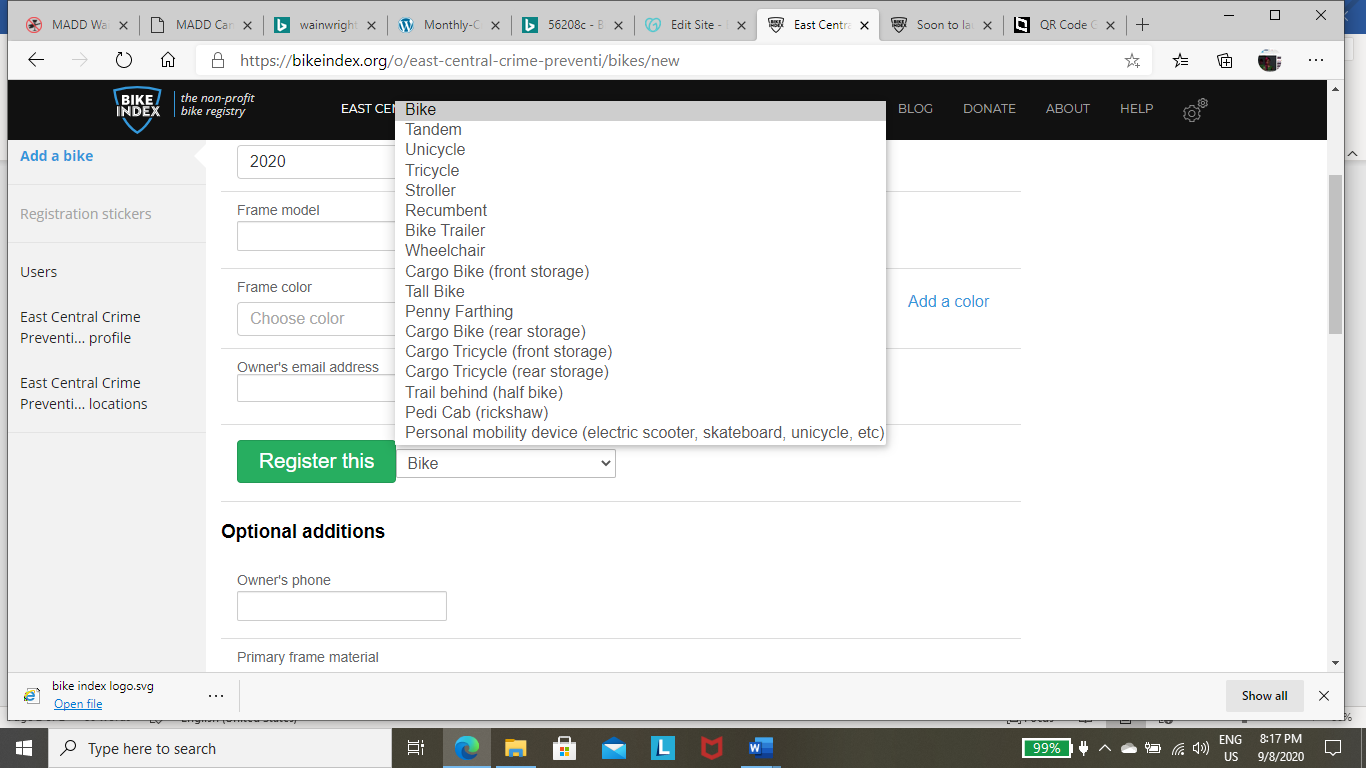 MADD Wa
MADD Can
wainwright
Monthly-C
56208c - B
Edit Site -
East Centra
Soon to lau
QR Code G
https://bikeindex.org/o/east-central-crime-preventi/bikes/new
BIKE INDEX
the non-profit
bike registry
EAST CEN
BLOG
DONATE
ABOUT
HELP
Add a bike
Registration stickers
Users
East Central Crime
Preventi... profile
East Central Crime
Preventi... locations
2020
Frame model
Frame color
Choose color
Add a color
Owner's email address
Bike
Tandem
Unicycle
Tricycle
Stroller
Recumbent
Bike Trailer
Wheelchair
Cargo Bike (front storage)
Tall Bike
Penny Farthing
Cargo Bike (rear storage)
Cargo Tricycle (front storage)
Cargo Tricycle (rear storage)
Trail behind (half bike)
Pedi Cab (rickshaw)
Personal mobility device (electric scooter, skateboard, unicycle, etc)
Register this
Bike
Optional additions
Owner's phone
Primary frame material
bike index logo.svg
Open file
Show all
English (United States)
Focus
Type here to search
99%
ENG
US
8:17 PM
9/8/2020